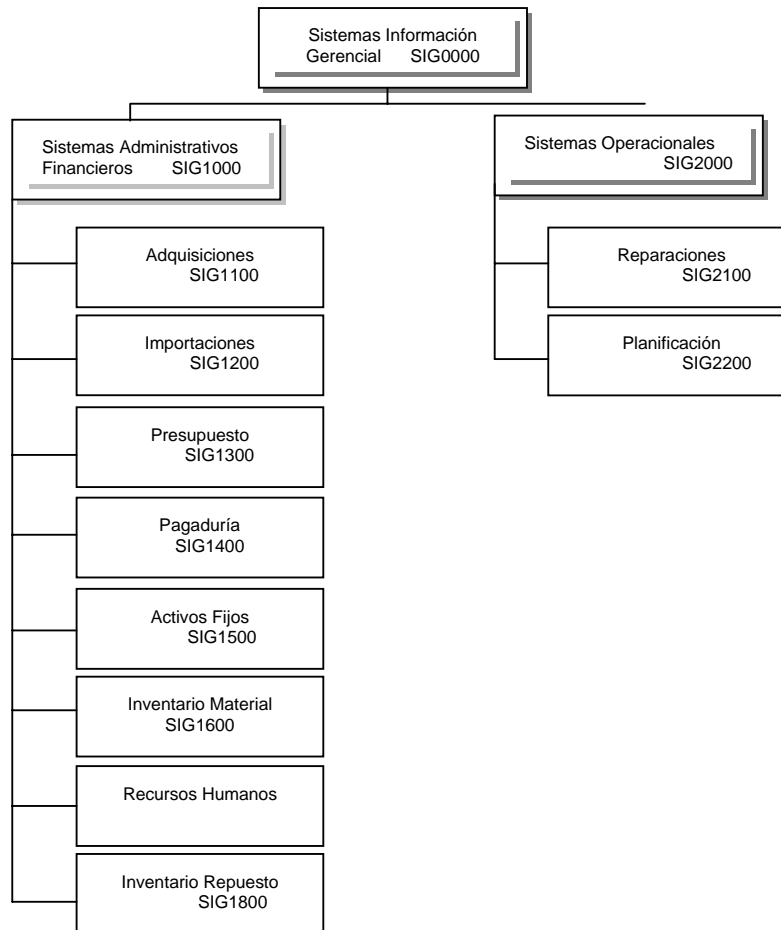 Sistemas Información
Gerencial SIG0000
Sistemas Administrativos
Financieros SIG1000
Sistemas Operacionales
SIG2000
Adquisiciones
SIG1100
Importaciones
SIG1200
Presupuesto
SIG1300
Pagaduría
SIG1400
Activos Fijos
SIG1500
Inventario Material
SIG1600
Recursos Humanos
Inventario Repuesto
SIG1800
Reparaciones
SIG2100
Planificación
SIG2200